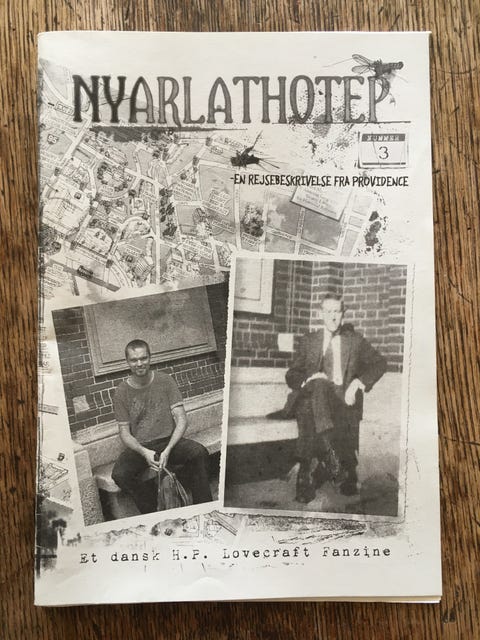 NYARLATHOTEP
NUMMER
3
-EN REJSEBESKRIVELSE FRA PROVIDENCE
Et dansk H.P. Lovecraft Fanzine